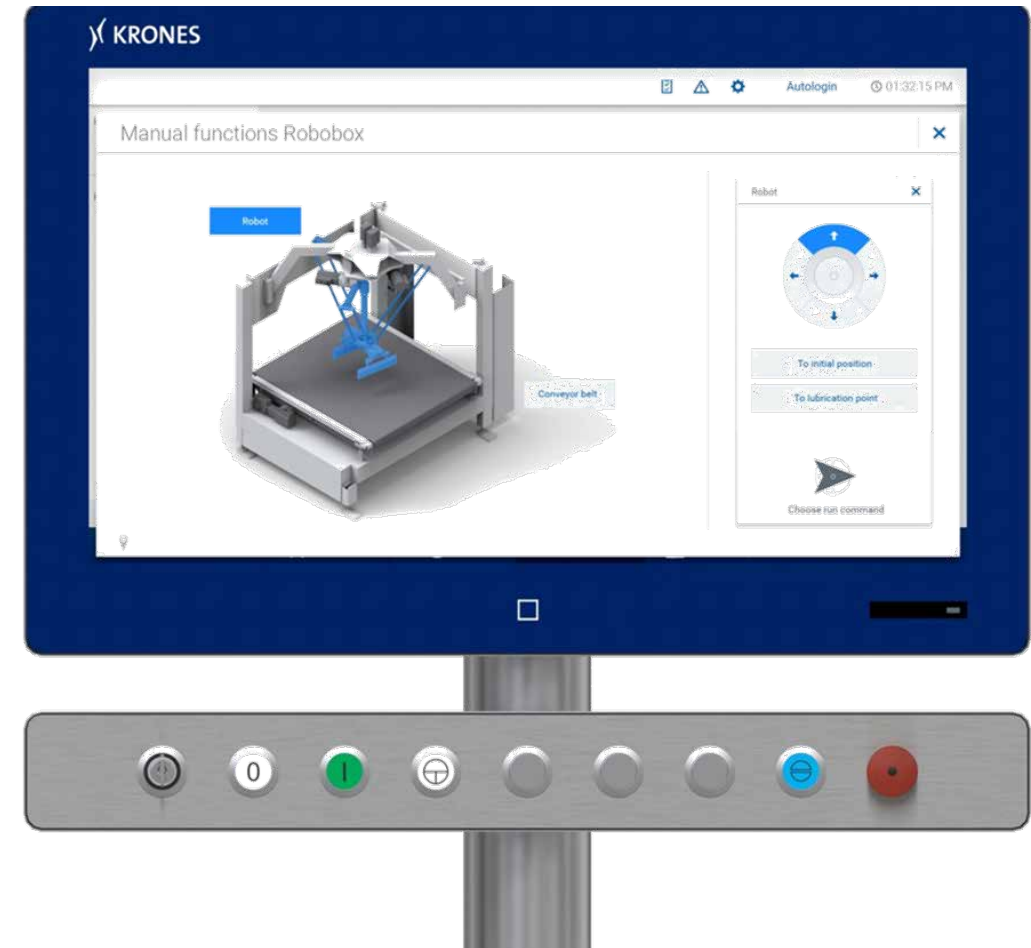 KRONES
Autologin
01:32:15 PM
Manual functions Robobox
Robot
Robot
Conveyor belt
To initial position
To lubrication point
Choose run command
0
I